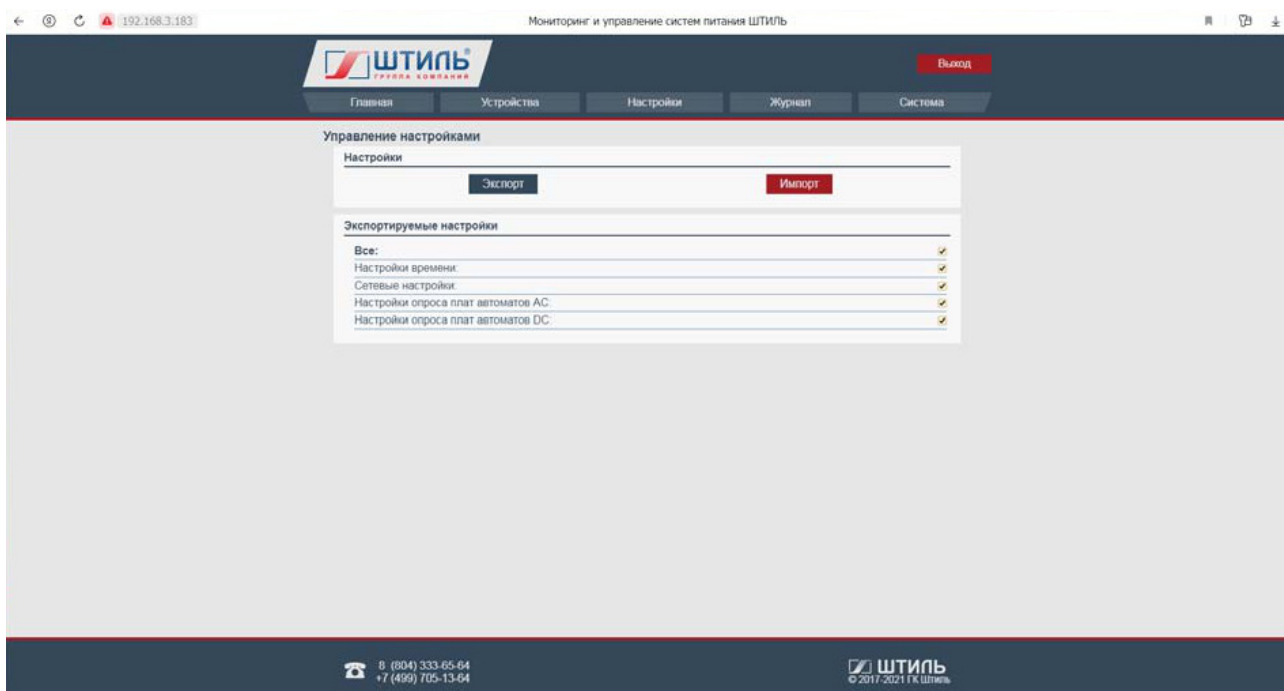 192.168.3.183
Мониторинг и управление систем питания ШТИЛЬ
ШТИЛЬ®
ГРУППА КОМПАНИЙ
Выход
Главная
Устройства
Настройки
Журнал
Система
Управление настройками
Настройки
Экспорт
Импорт
Экспортируемые настройки
Все:
Настройки времени:
Сетевые настройки:
Настройки опроса плат автоматов AC:
Настройки опроса плат автоматов DC:
8 (804) 333-65-64
+7 (499) 705-13-64
ШТИЛЬ
© 2017-2021 ГК Штиль